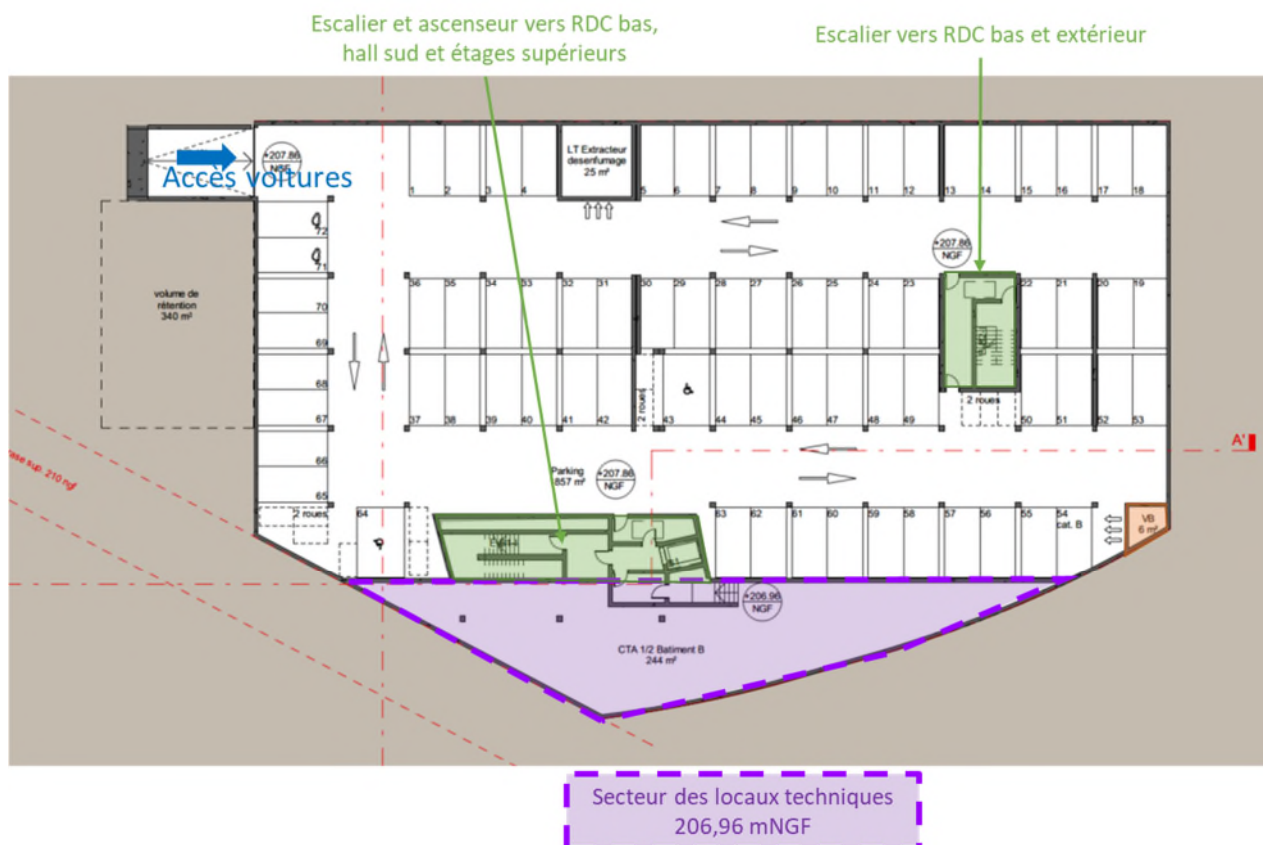 Escalier et ascenseur vers RDC bas,
hall sud et étages supérieurs
Escalier vers RDC bas et extérieur
+207.86
Accès voitures
LT Extracteur
desenfumage
25 m²
1 2 3 4 5 6 7 8 9 10 11 12 13 14 15 16 17 18
72
71
70
69
68
67
66
65
+207.86
NGF
volume de
rétention
340 m²
36 35 34 33 32 31 30 29 28 27 26 25 24 23 22 21 20 19
2 roues
2 roues
37 38 39 40 41 42 43 44 45 46 47 48 49 50 51 52 53
A'
ase sup. 210 ngf
Parking
857 m²
+207.86
NGF
2 roues
64 63 62 61 60 59 58 57 56 55 54
cat. B
VB
6 m²
+206.96
NGF
CTA 1/2 Batiment B
244 m²
Secteur des locaux techniques
206,96 mNGF